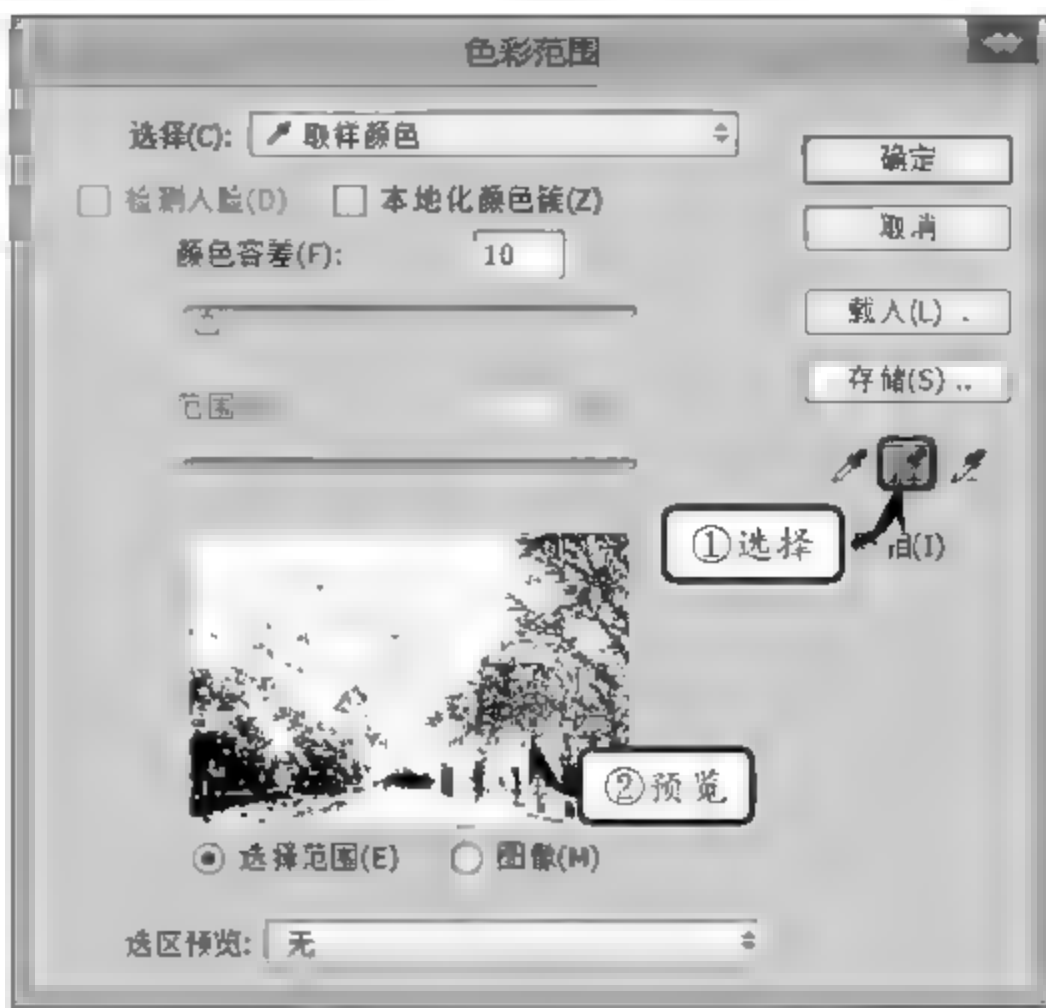 色彩范围
选择(C): 取样颜色
确定
检测人脸(D) 本地化颜色簇(Z)
取消
颜色容差(F): 10
载入(L)
范围
存储(S)..
①选择
(I)
②预览
选择范围(E) 图像(M)
选区预览: 无